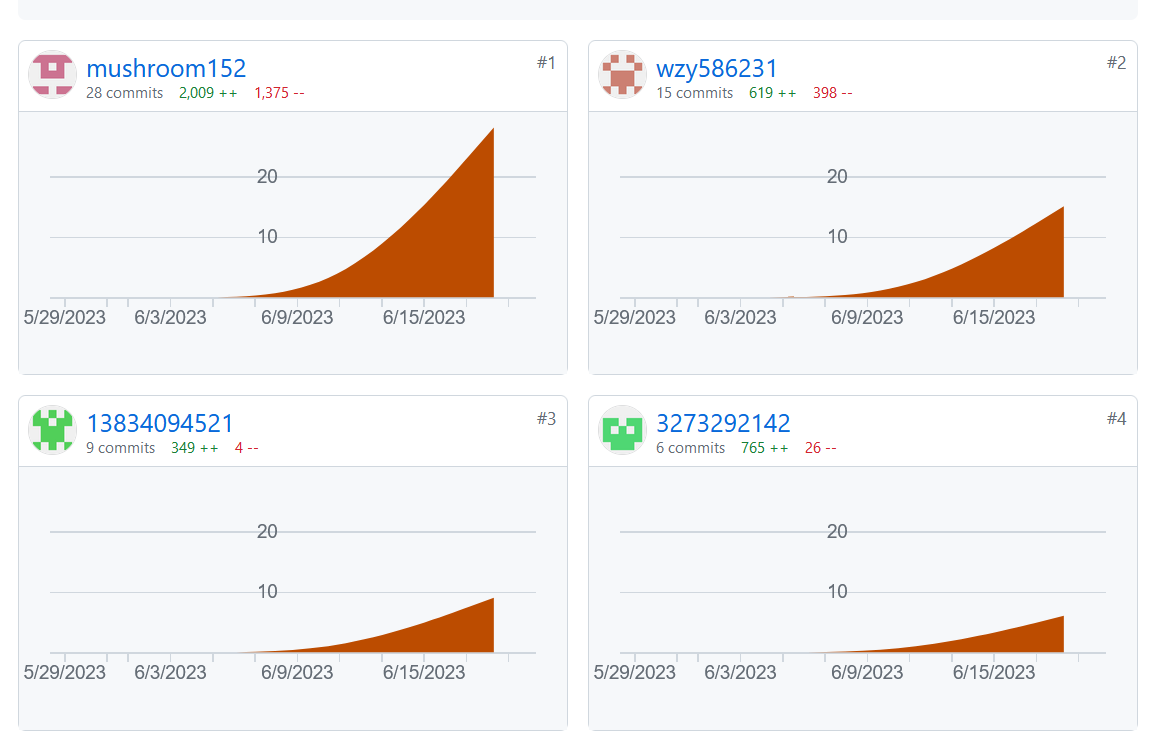 mushroom152 #1
28 commits 2,009 ++ 1,375 --
20
10
5/29/2023 6/3/2023 6/9/2023 6/15/2023
wzy586231 #2
15 commits 619 ++ 398 --
20
10
5/29/2023 6/3/2023 6/9/2023 6/15/2023
13834094521 #3
9 commits 349 ++ 4 --
20
10
5/29/2023 6/3/2023 6/9/2023 6/15/2023
3273292142 #4
6 commits 765 ++ 26 --
20
10
5/29/2023 6/3/2023 6/9/2023 6/15/2023